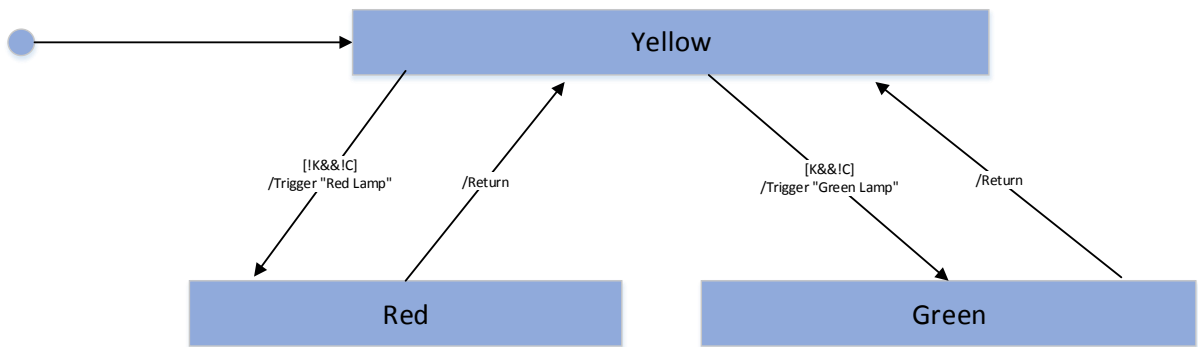 Yellow
[!K&&!C]
/Trigger "Red Lamp"
/Return
[K&&!C]
/Trigger "Green Lamp"
/Return
Red
Green